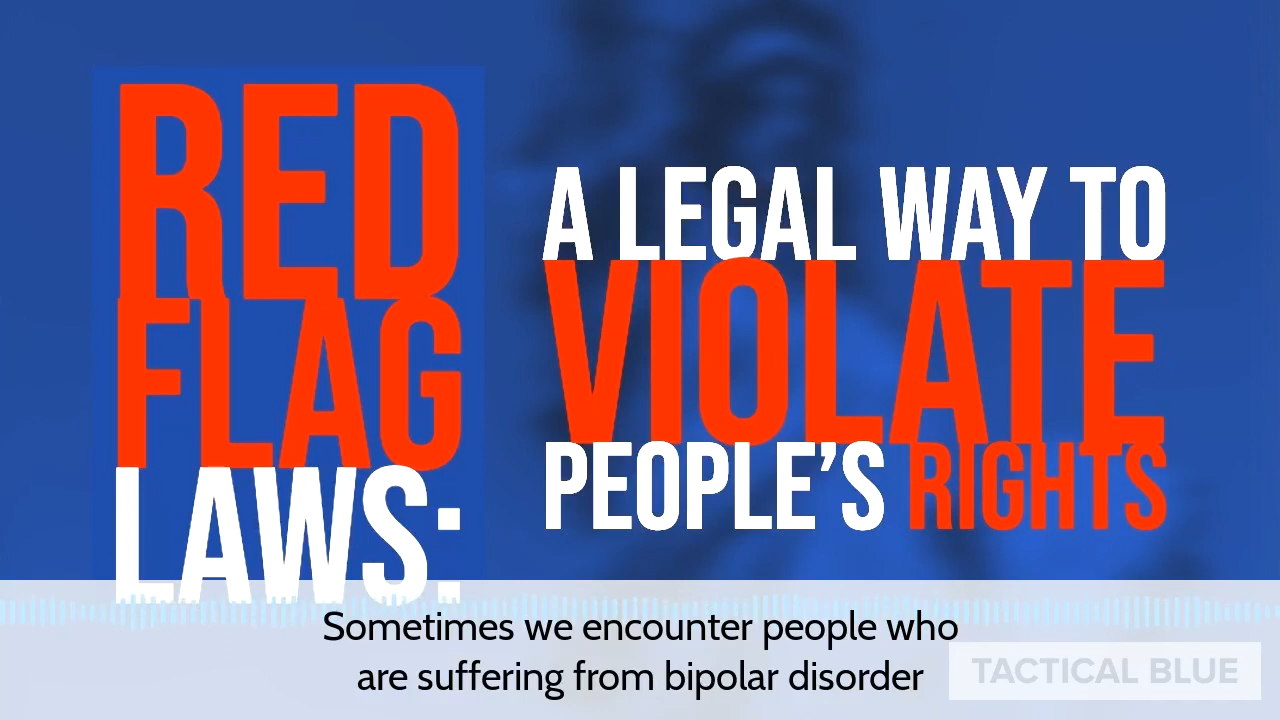 RED
FLAG
LAWS:
A LEGAL WAY TO
VIOLATE
PEOPLE'S RIGHTS
Sometimes we encounter people who
are suffering from bipolar disorder
TACTICAL BLUE